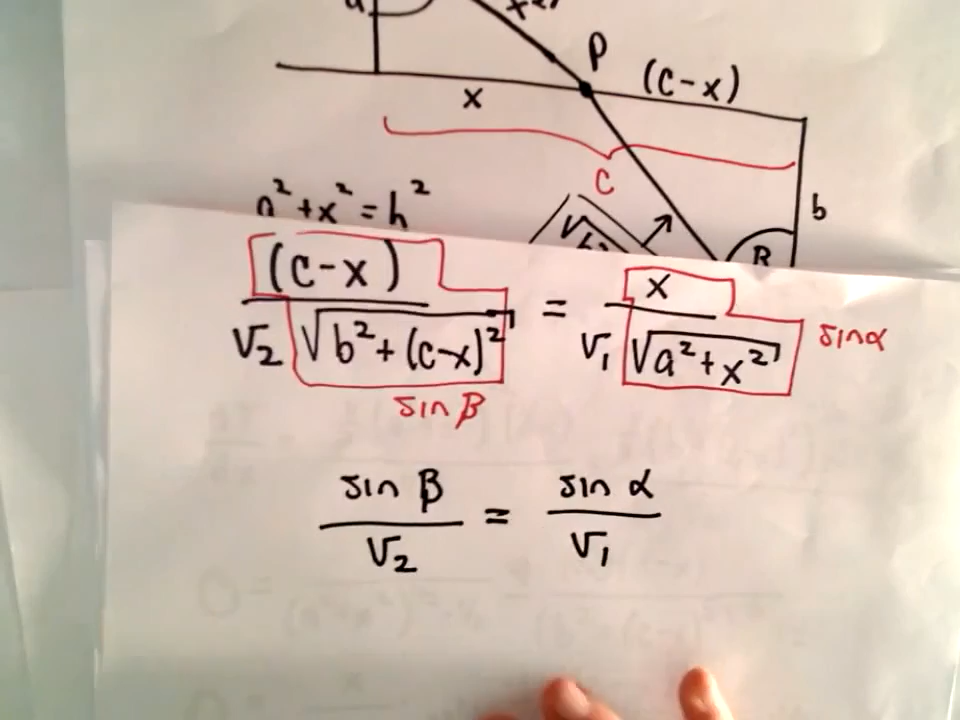 a
P
(c-x)
x
c
b
a² + x² = h²
β
(c-x) / v₂ √(b² + (c-x)²) = x / v₁ √(a² + x²)
sin α
sin β
sin β / v₂ = sin α / v₁